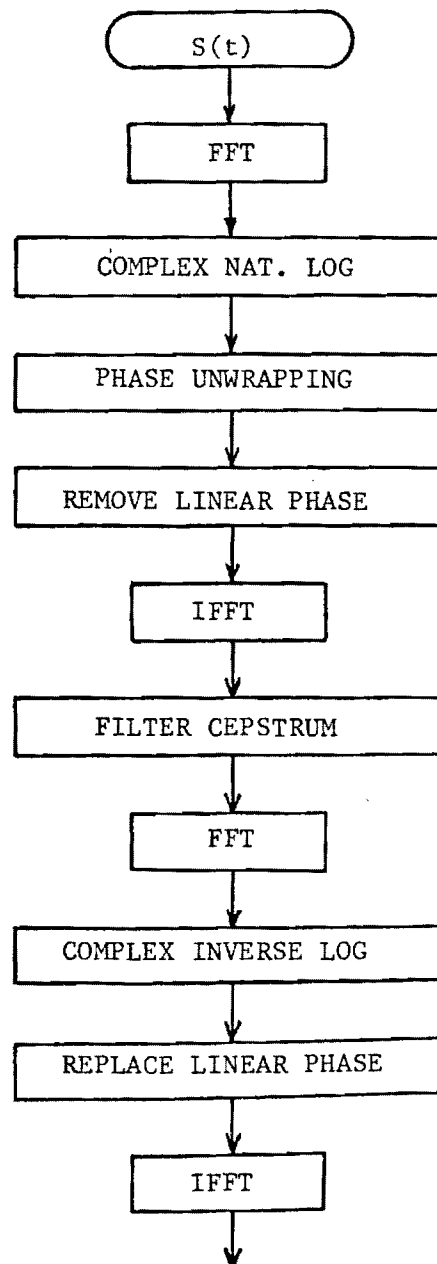 S(t)
FFT
COMPLEX NAT. LOG
PHASE UNWRAPPING
REMOVE LINEAR PHASE
IFFT
FILTER CEPSTRUM
FFT
COMPLEX INVERSE LOG
REPLACE LINEAR PHASE
IFFT